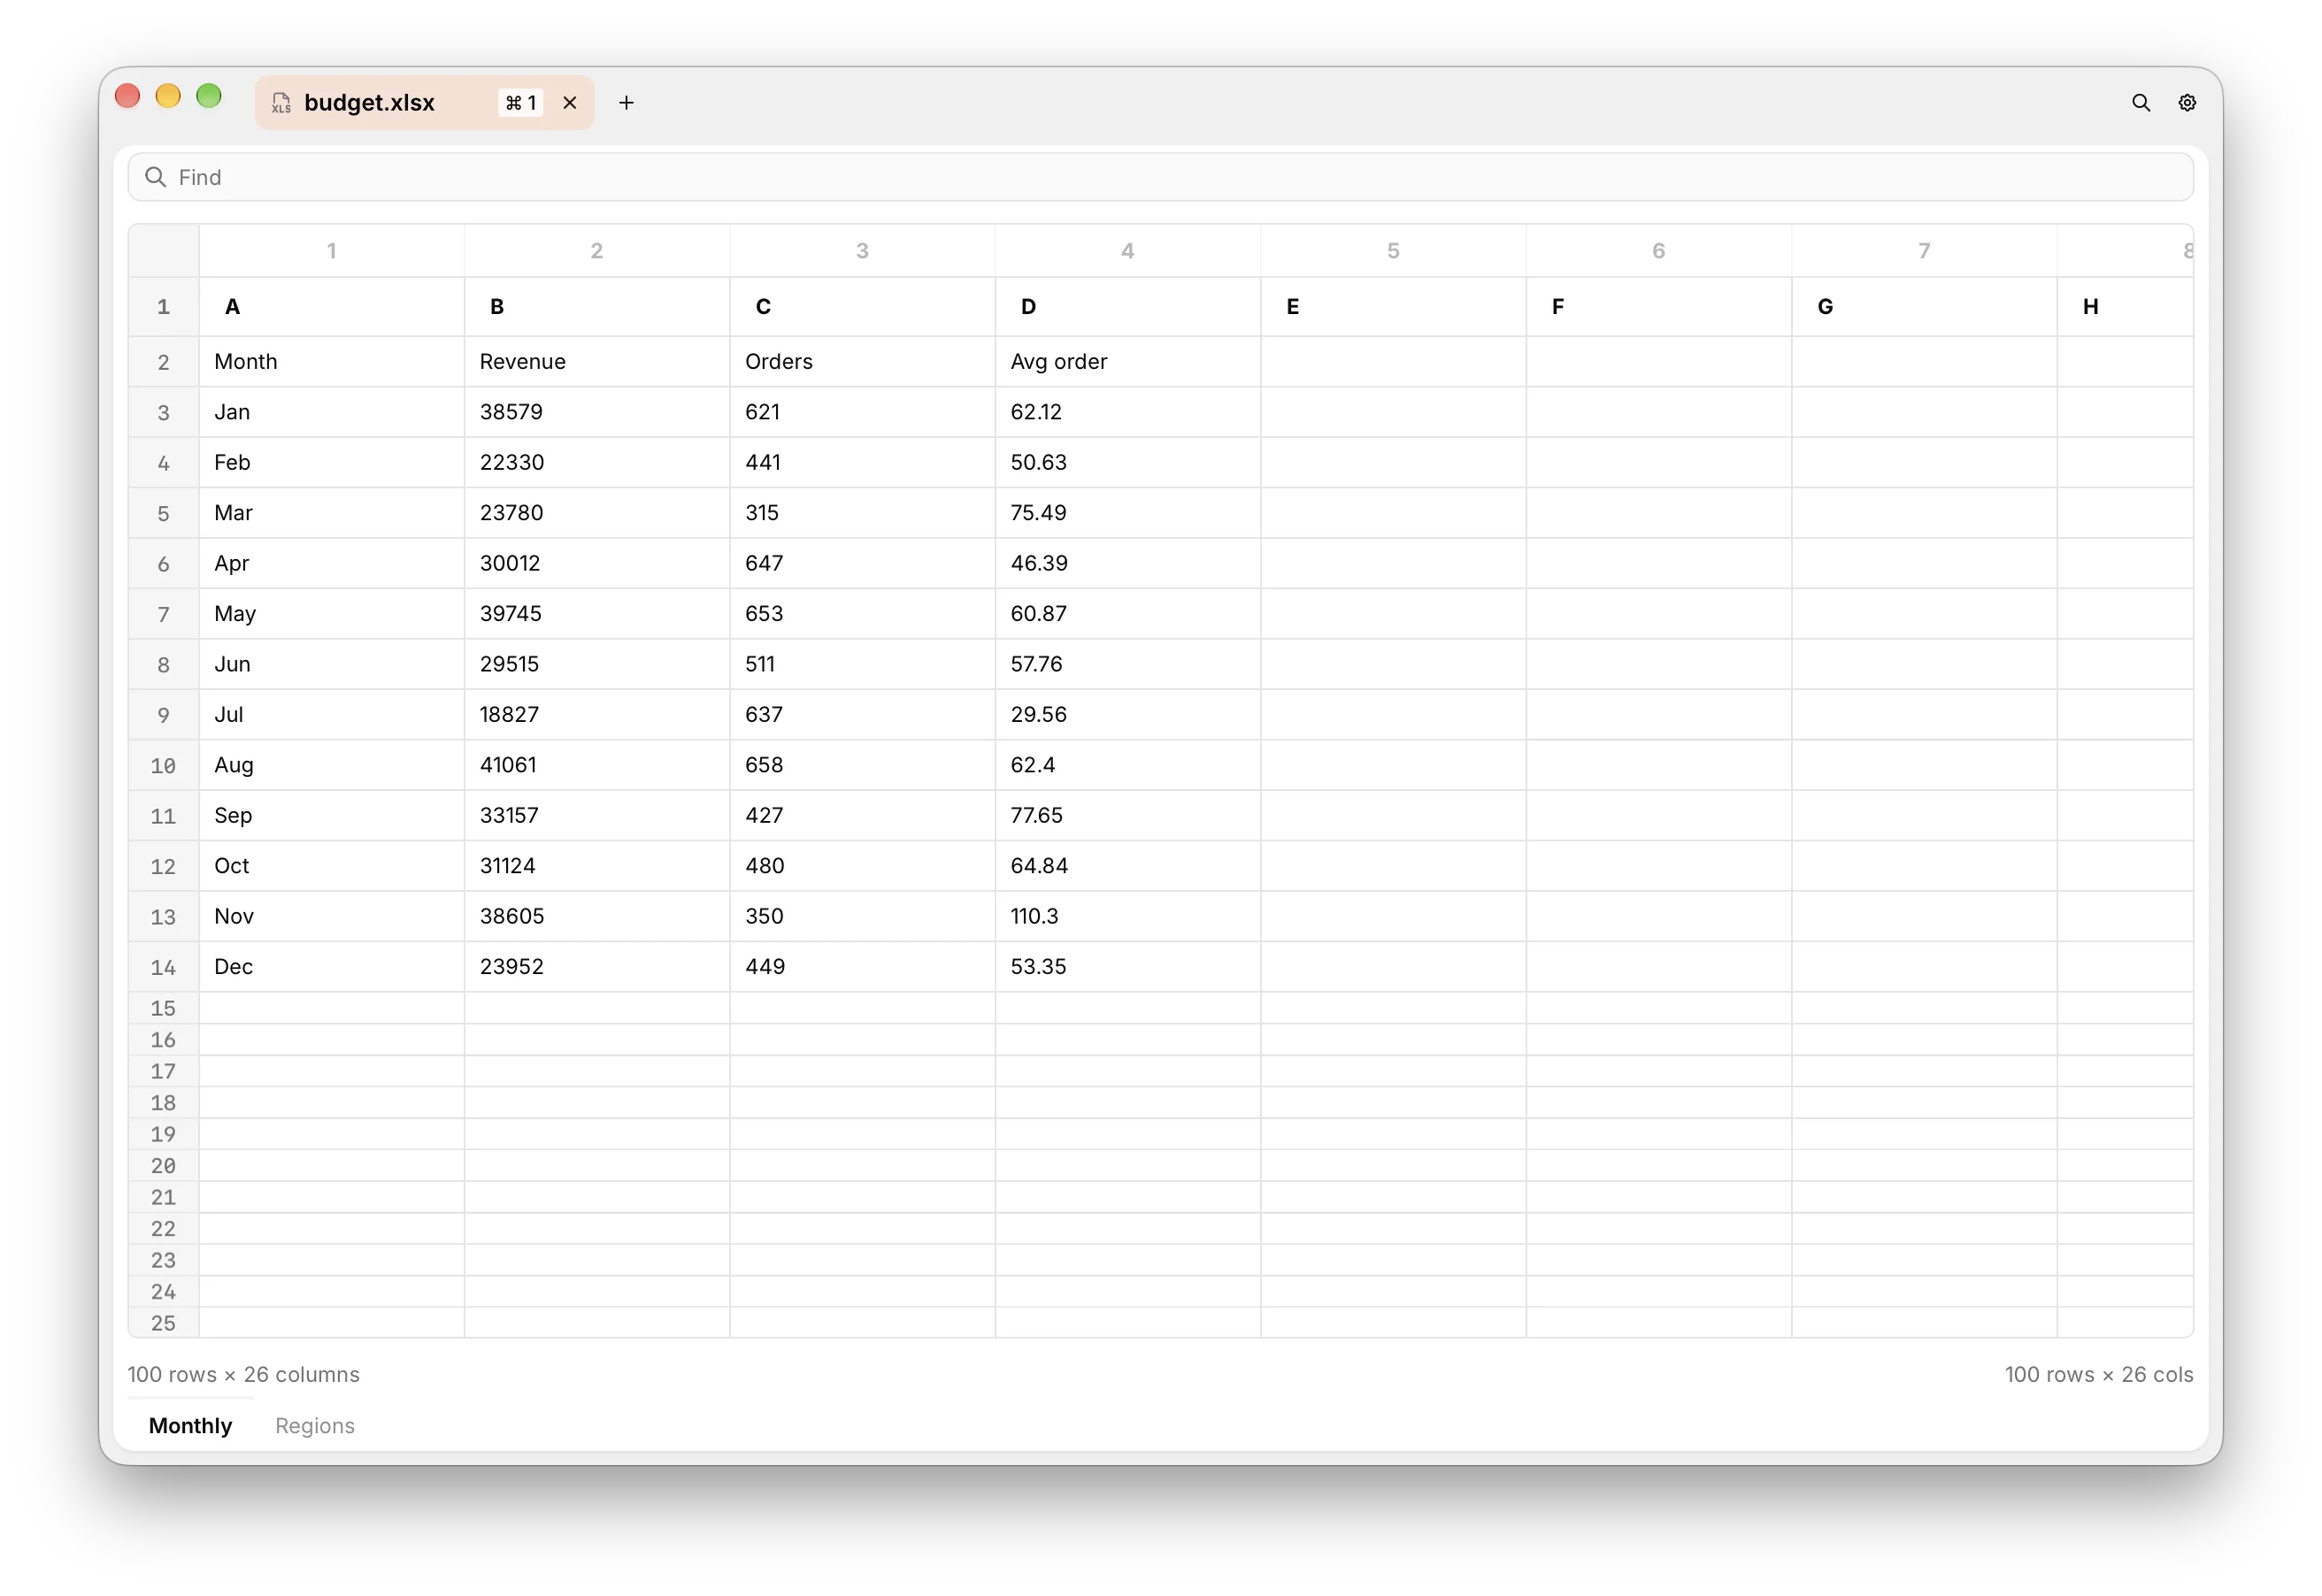 budget.xlsx ⌘ 1
Find
1 2 3 4 5 6 7 8
1 A B C D E F G H
2 Month Revenue Orders Avg order
3 Jan 38579 621 62.12
4 Feb 22330 441 50.63
5 Mar 23780 315 75.49
6 Apr 30012 647 46.39
7 May 39745 653 60.87
8 Jun 29515 511 57.76
9 Jul 18827 637 29.56
10 Aug 41061 658 62.4
11 Sep 33157 427 77.65
12 Oct 31124 480 64.84
13 Nov 38605 350 110.3
14 Dec 23952 449 53.35
15
16
17
18
19
20
21
22
23
24
25
100 rows × 26 columns 100 rows × 26 cols
Monthly Regions